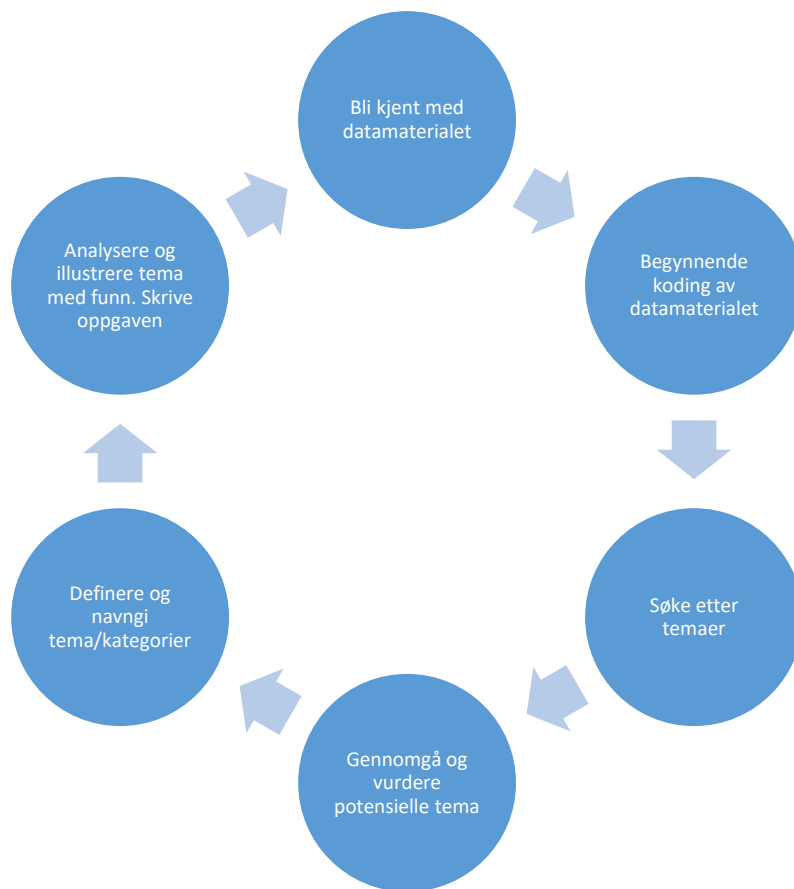 Bli kjent med
datamaterialet
Begynnende
koding av
datamaterialet
Søke etter
temaer
Gennomgå og
vurdere
potensielle tema
Definere og
navngi
tema/kategorier
Analysere og
illustrere tema
med funn. Skrive
oppgaven